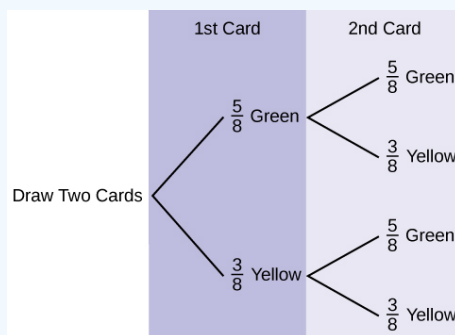 1st Card
2nd Card
5/8 Green
5/8 Green
3/8 Yellow
Draw Two Cards
3/8 Yellow
5/8 Green
3/8 Yellow